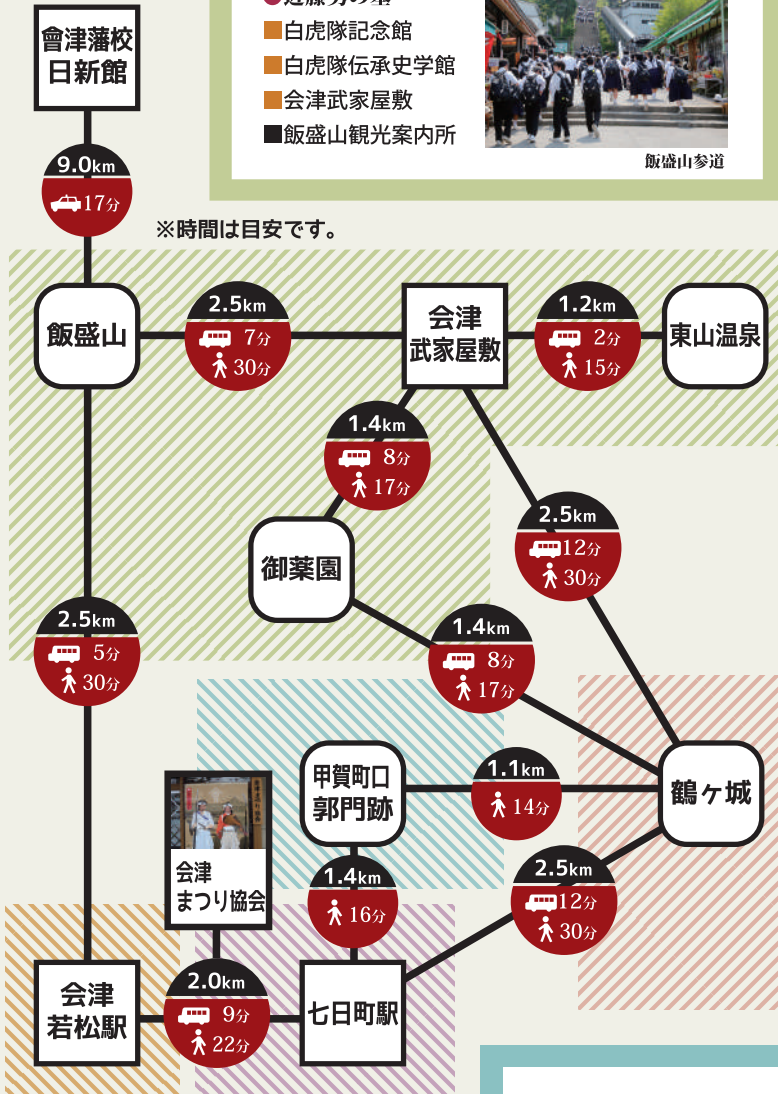 近藤勇の墓
白虎隊記念館
白虎隊伝承史学館
会津武家屋敷
飯盛山観光案内所
飯盛山参道
會津藩校
日新館
9.0km
17分
※時間は目安です。
飯盛山
2.5km
7分
30分
会津
武家屋敷
1.2km
2分
15分
東山温泉
1.4km
8分
17分
御薬園
2.5km
12分
30分
2.5km
5分
30分
1.4km
8分
17分
甲賀町口
郭門跡
1.1km
14分
鶴ヶ城
会津
まつり協会
1.4km
16分
2.5km
12分
30分
会津
若松駅
2.0km
9分
22分
七日町駅